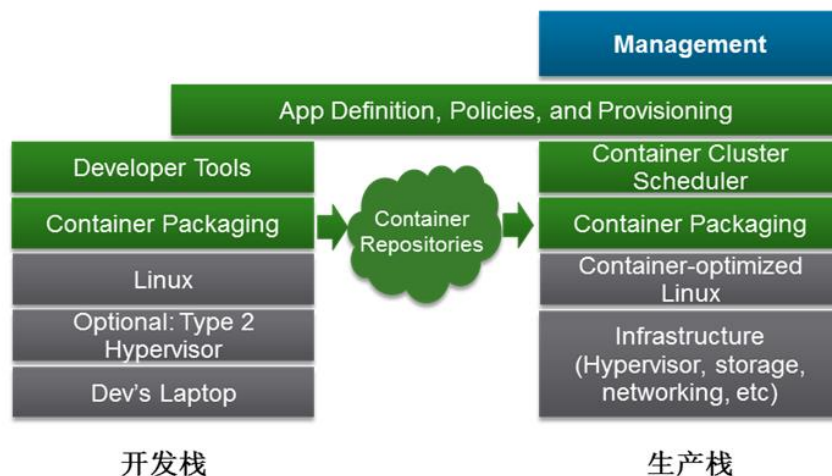 Management
App Definition, Policies, and Provisioning
Developer Tools
Container Packaging
Linux
Optional: Type 2
Hypervisor
Dev's Laptop
开发栈
Container
Repositories
Container Cluster
Scheduler
Container Packaging
Container-optimized
Linux
Infrastructure
(Hypervisor, storage,
networking, etc)
生产栈